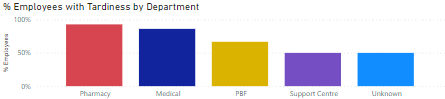 % Employees with Tardiness by Department
% Employees
100%
50%
0%
Pharmacy Medical PBF Support Centre Unknown